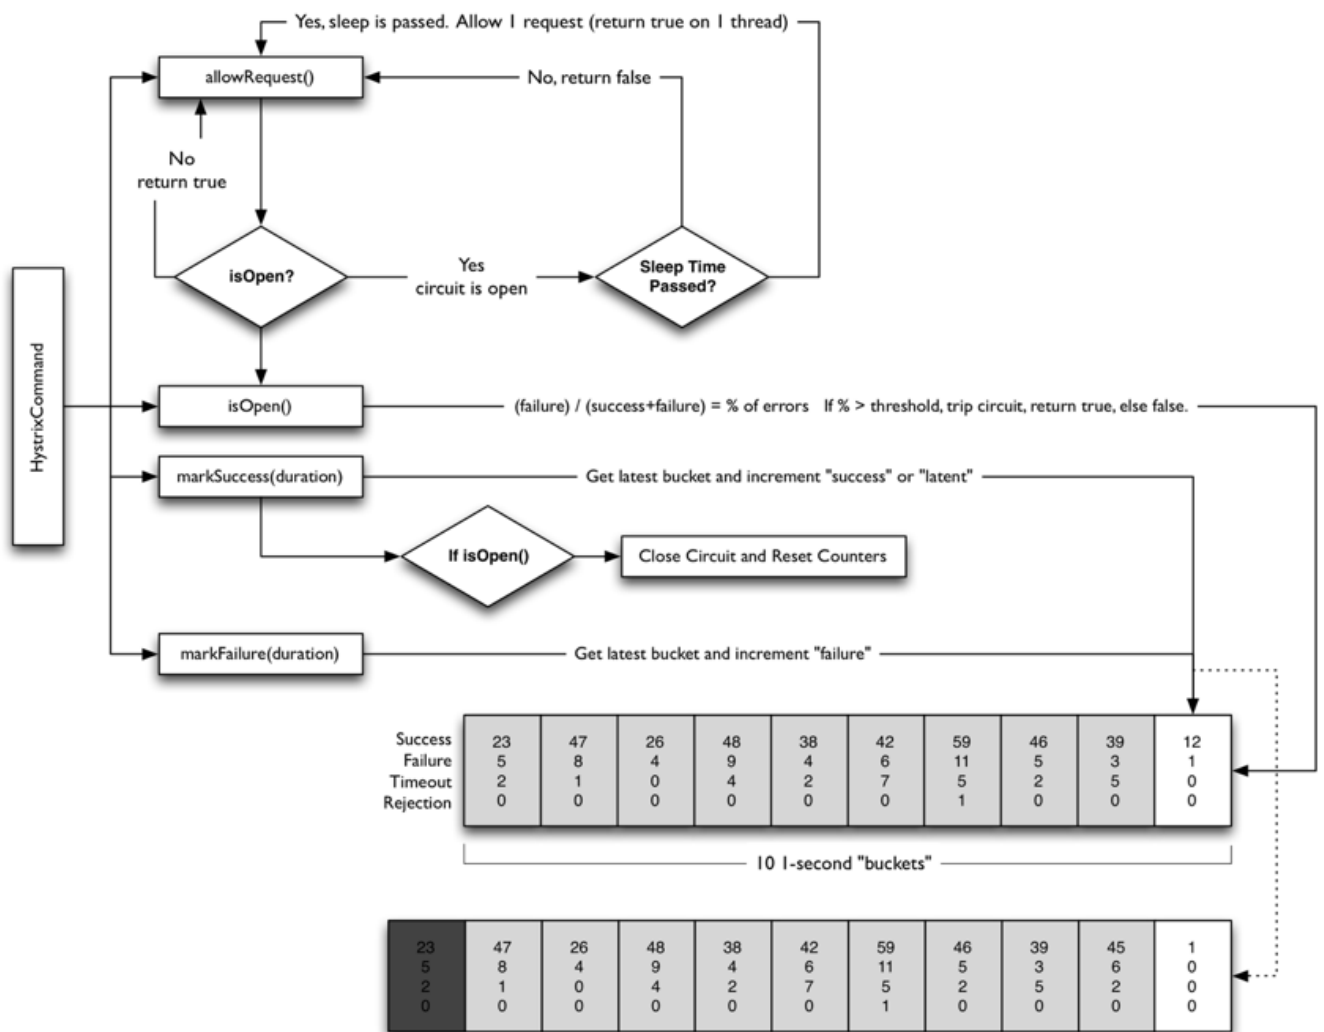 Yes, sleep is passed. Allow 1 request (return true on 1 thread)
allowRequest()
No, return false
No
return true
isOpen?
Yes
circuit is open
Sleep Time
Passed?
HystrixCommand
isOpen()
(failure) / (success+failure) = % of errors If % > threshold, trip circuit, return true, else false.
markSuccess(duration)
Get latest bucket and increment "success" or "latent"
If isOpen()
Close Circuit and Reset Counters
markFailure(duration)
Get latest bucket and increment "failure"
Success 23 47 26 48 38 42 59 46 39 12
Failure 5 8 4 9 4 6 11 5 3 1
Timeout 2 1 0 4 2 7 5 2 5 0
Rejection 0 0 0 0 0 0 1 0 0 0
10 1-second "buckets"
23 47 26 48 38 42 59 46 39 45 1
5 8 4 9 4 6 11 5 3 6 0
2 1 0 4 2 7 5 2 5 2 0
0 0 0 0 0 0 1 0 0 0 0